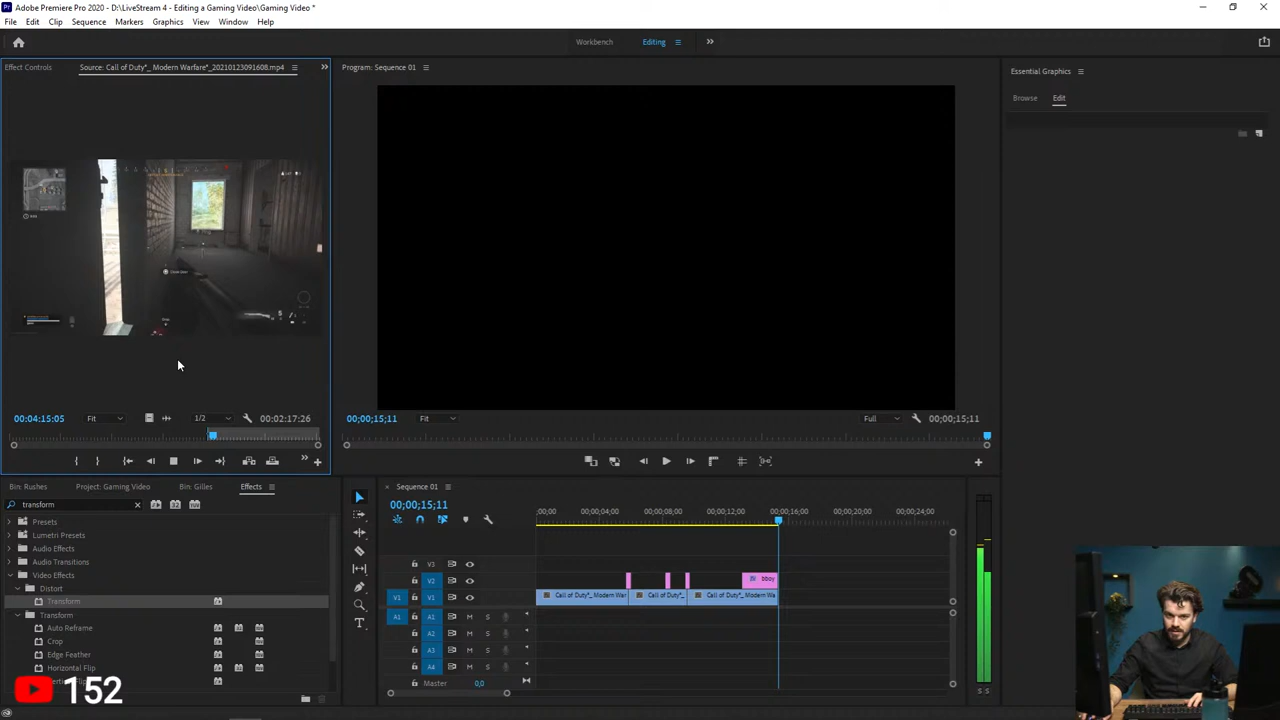 Adobe Premiere Pro 2020 - D:\LiveStream 4 - Editing a Gaming Video\Gaming Video *
File Edit Clip Sequence Markers Graphics View Window Help
Workbench Editing
Effect Controls Source: Call of Duty*_ Modern Warfare*_20210123091608.mp4 Program: Sequence 01 Essential Graphics
Browse Edit
00:04:15:05 Fit 1/2 00:02:17:26 00;00;15;11 Fit Full 00;00;15;11
Bin: Rushes Project: Gaming Video Bin: Gilles Effects Sequence 01
transform
00;00;15;11
Presets
Lumetri Presets
Audio Effects
Audio Transitions
Video Effects
Distort
Transform
Transform
Auto Reframe
Crop
Edge Feather
Horizontal Flip
;00;00 00;00;04;00 00;00;08;00 00;00;12;00 00;00;16;00 00;00;20;00 00;00;24;00
V3
V2 bboy
V1 V1 Call of Duty*_ Modern War Call of Duty*_ Call of Duty*_ Modern Wa
A1 A1 M S
A2 M S
A3 M S
A4 M S
Master 0,0
S S
152